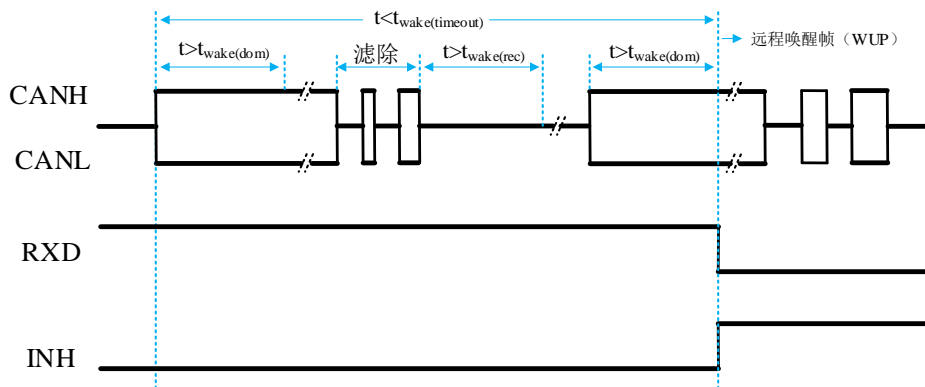 t<twake(timeout)
t>twake(dom)
滤除
t>twake(rec)
t>twake(dom)
远程唤醒帧（WUP）
CANH
CANL
RXD
INH